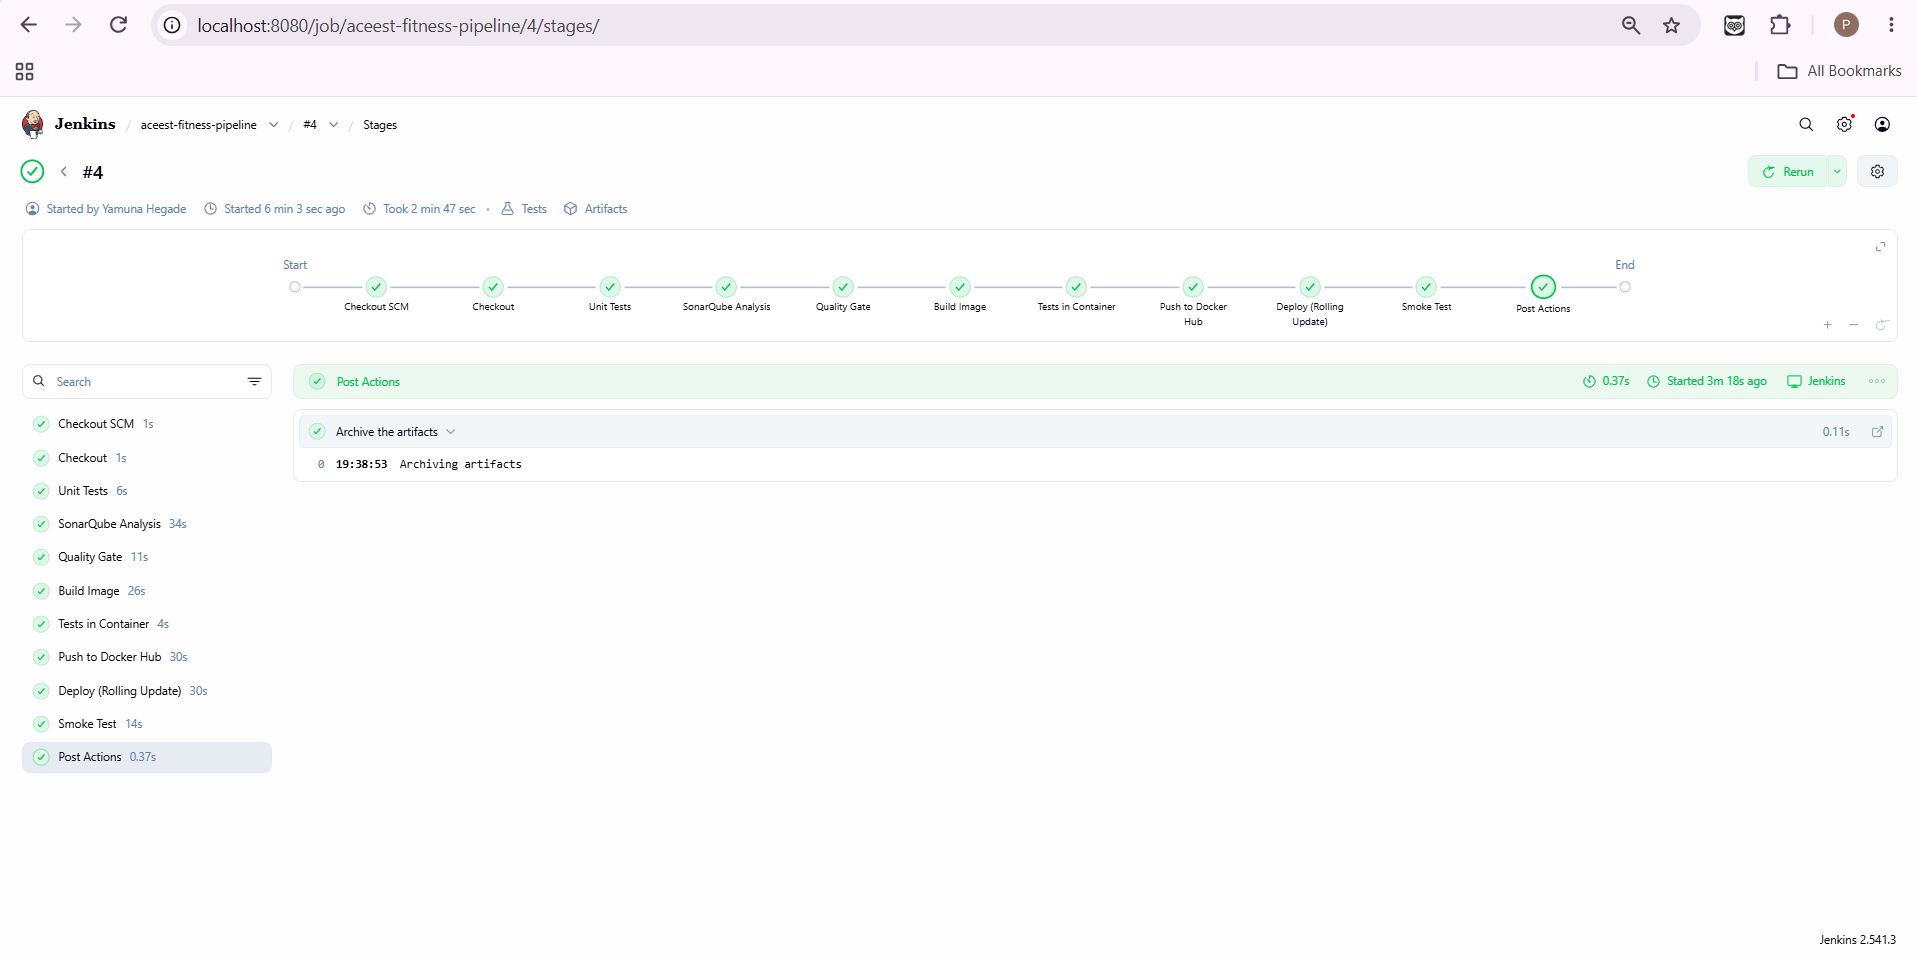 localhost:8080/job/aceest-fitness-pipeline/4/stages/
P
All Bookmarks
Jenkins / aceest-fitness-pipeline / #4 / Stages
#4
Rerun
Started by Yamuna Hegade Started 6 min 3 sec ago Took 2 min 47 sec Tests Artifacts
Start End
Checkout SCM Checkout Unit Tests SonarQube Analysis Quality Gate Build Image Tests in Container Push to Docker Hub Deploy (Rolling Update) Smoke Test Post Actions
Search
Checkout SCM 1s
Checkout 1s
Unit Tests 6s
SonarQube Analysis 34s
Quality Gate 11s
Build Image 26s
Tests in Container 4s
Push to Docker Hub 30s
Deploy (Rolling Update) 30s
Smoke Test 14s
Post Actions 0.37s
Post Actions 0.37s Started 3m 18s ago Jenkins
Archive the artifacts 0.11s
0 19:38:53 Archiving artifacts
Jenkins 2.541.3